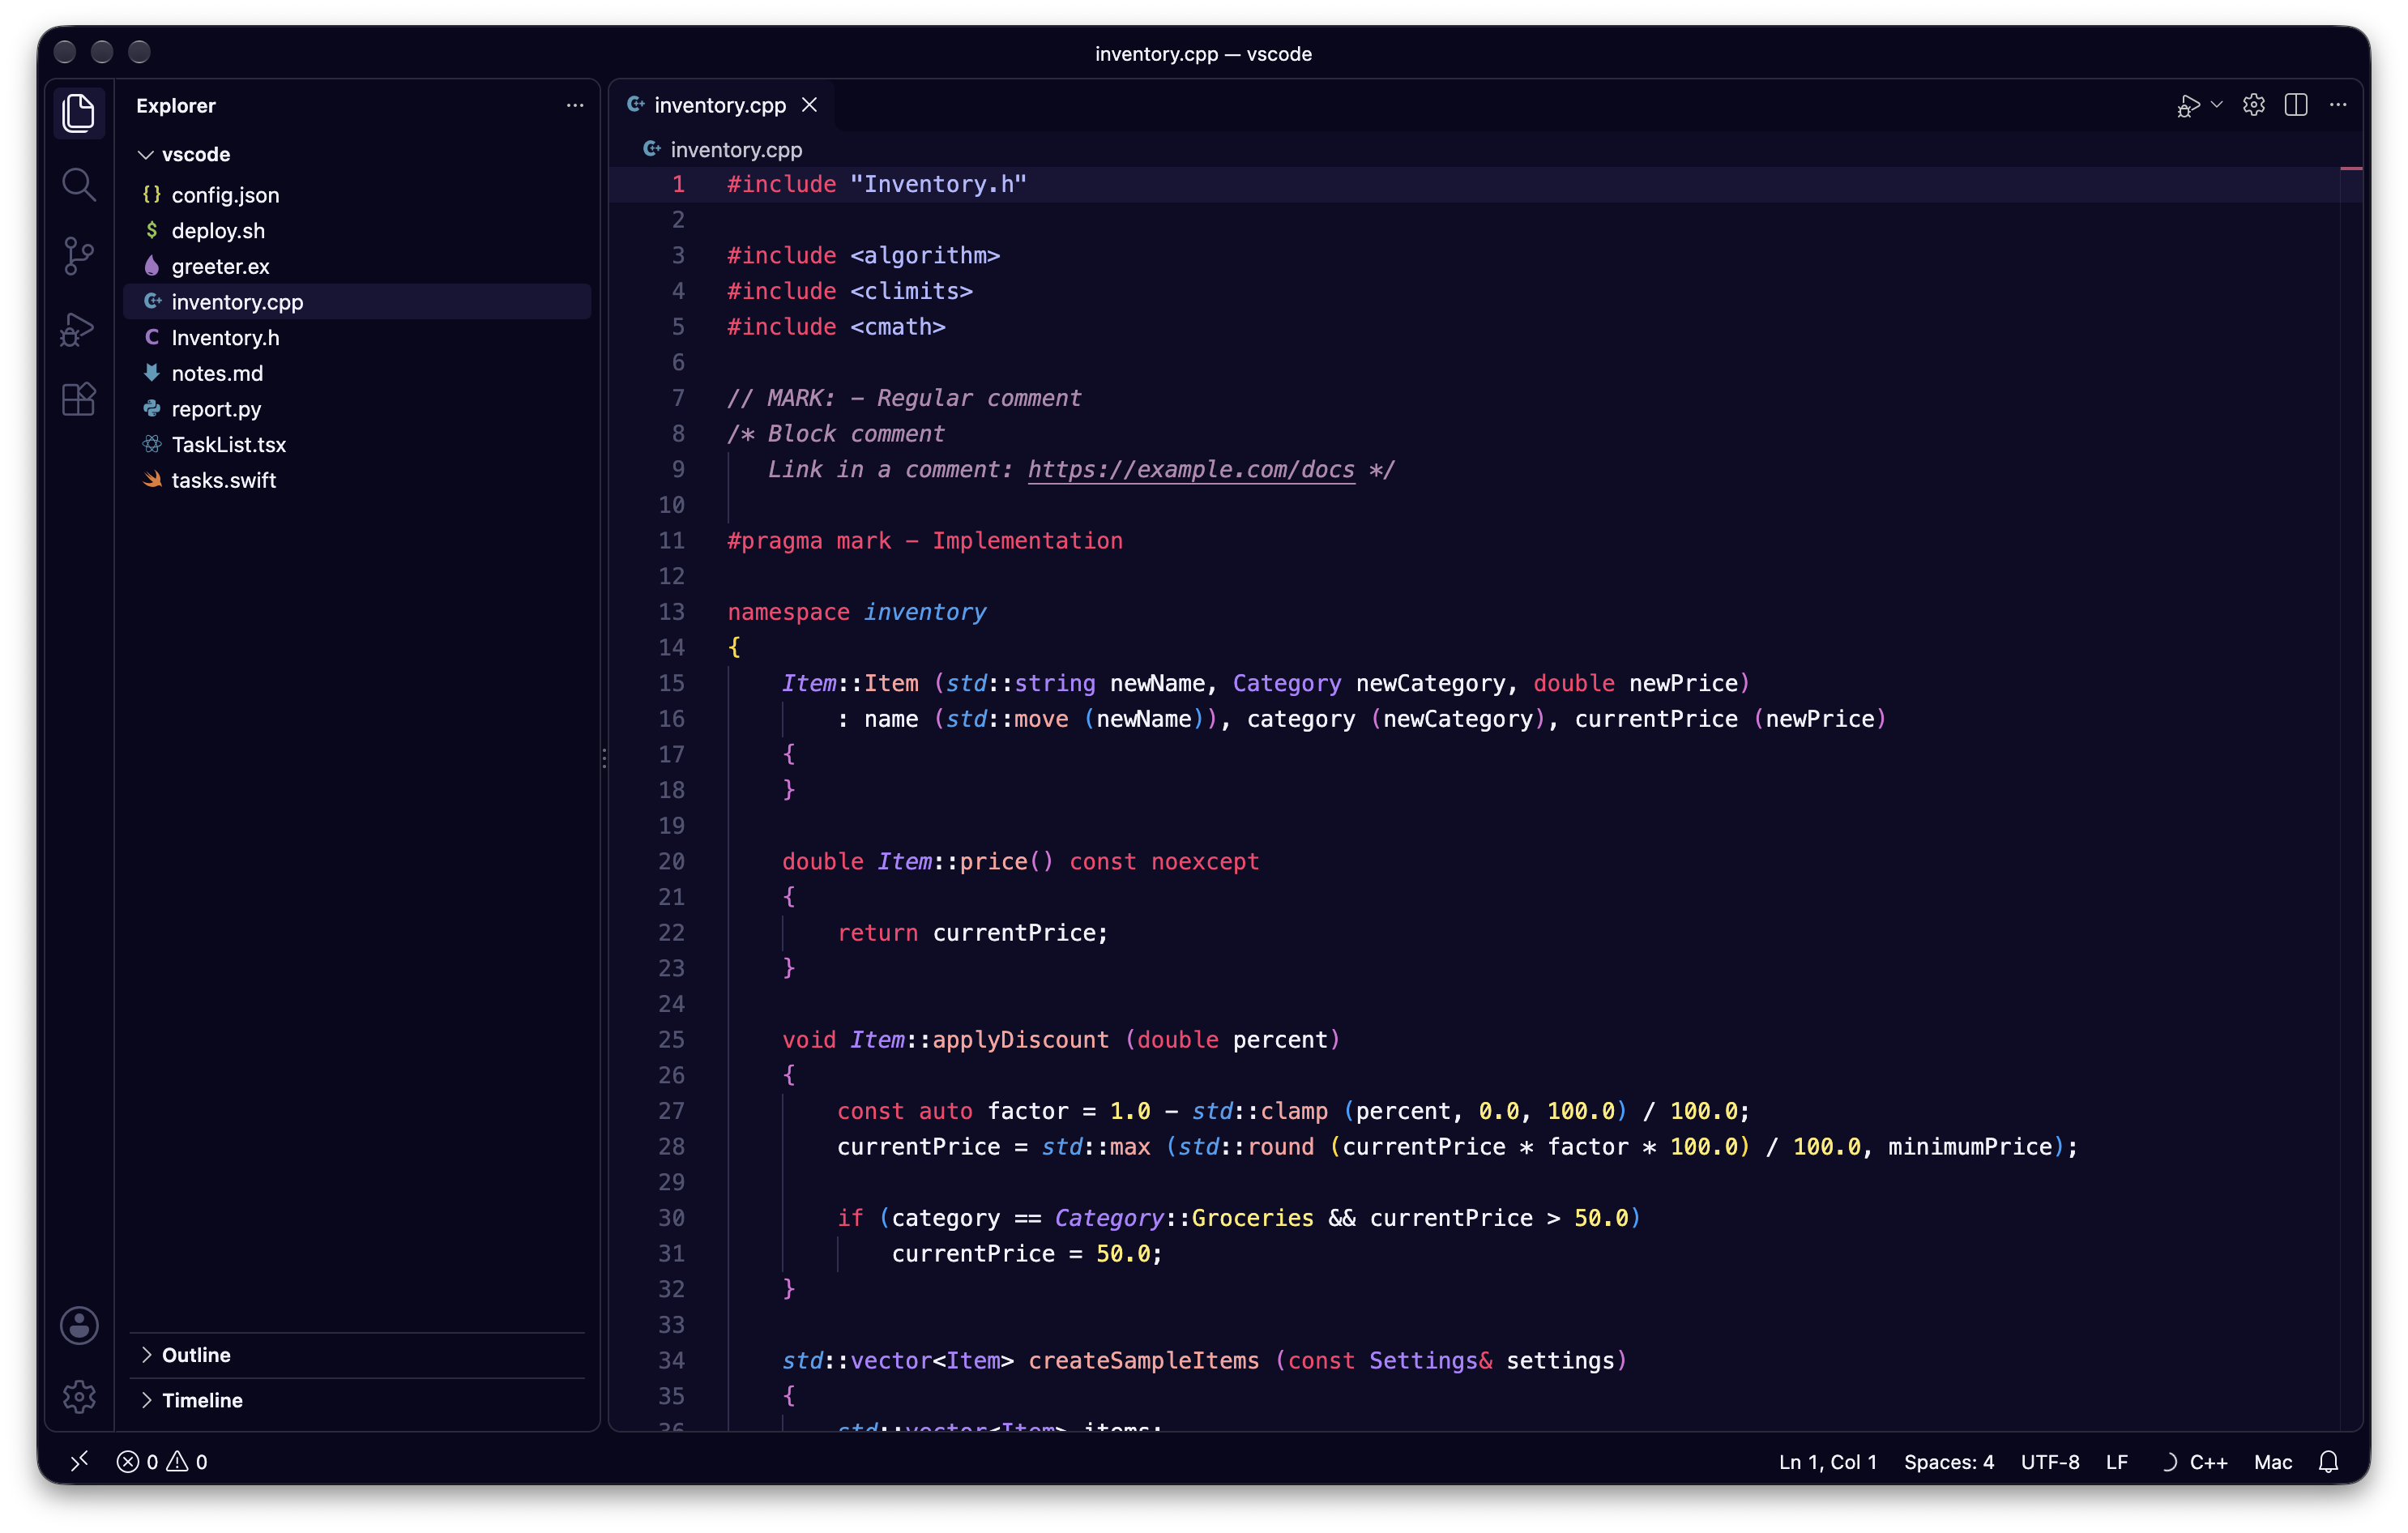 inventory.cpp — vscode
Explorer
vscode
config.json
deploy.sh
greeter.ex
inventory.cpp
Inventory.h
notes.md
report.py
TaskList.tsx
tasks.swift
Outline
Timeline
inventory.cpp
inventory.cpp
1 #include "Inventory.h"
2
3 #include <algorithm>
4 #include <climits>
5 #include <cmath>
6
7 // MARK: - Regular comment
8 /* Block comment
9    Link in a comment: https://example.com/docs */
10
11 #pragma mark - Implementation
12
13 namespace inventory
14 {
15     Item::Item (std::string newName, Category newCategory, double newPrice)
16         : name (std::move (newName)), category (newCategory), currentPrice (newPrice)
17     {
18     }
19
20     double Item::price() const noexcept
21     {
22         return currentPrice;
23     }
24
25     void Item::applyDiscount (double percent)
26     {
27         const auto factor = 1.0 - std::clamp (percent, 0.0, 100.0) / 100.0;
28         currentPrice = std::max (std::round (currentPrice * factor * 100.0) / 100.0, minimumPrice);
29
30         if (category == Category::Groceries && currentPrice > 50.0)
31             currentPrice = 50.0;
32     }
33
34     std::vector<Item> createSampleItems (const Settings& settings)
35     {
36         std::vector<Item> items;
0 0
Ln 1, Col 1 Spaces: 4 UTF-8 LF C++ Mac